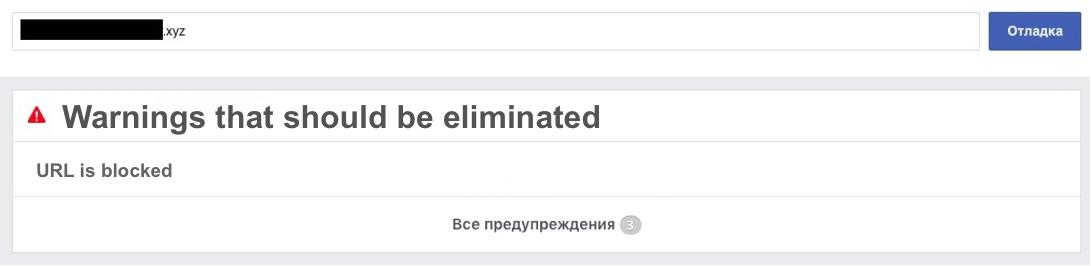 .xyz
Отладка
Warnings that should be eliminated
URL is blocked
Все предупреждения 3